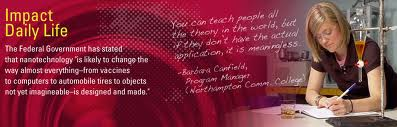 Impact
Daily Life
The Federal Government has stated
that nanotechnology "is likely to change the
way almost everything–from vaccines
to computers to automobile tires to objects
not yet imagineable–is designed and made."
You can teach people all
the theory in the world, but
if they don't have the actual
application, it is meaningless.
-Barbara Canfield,
Program Manager
(Northampton Comm. College)